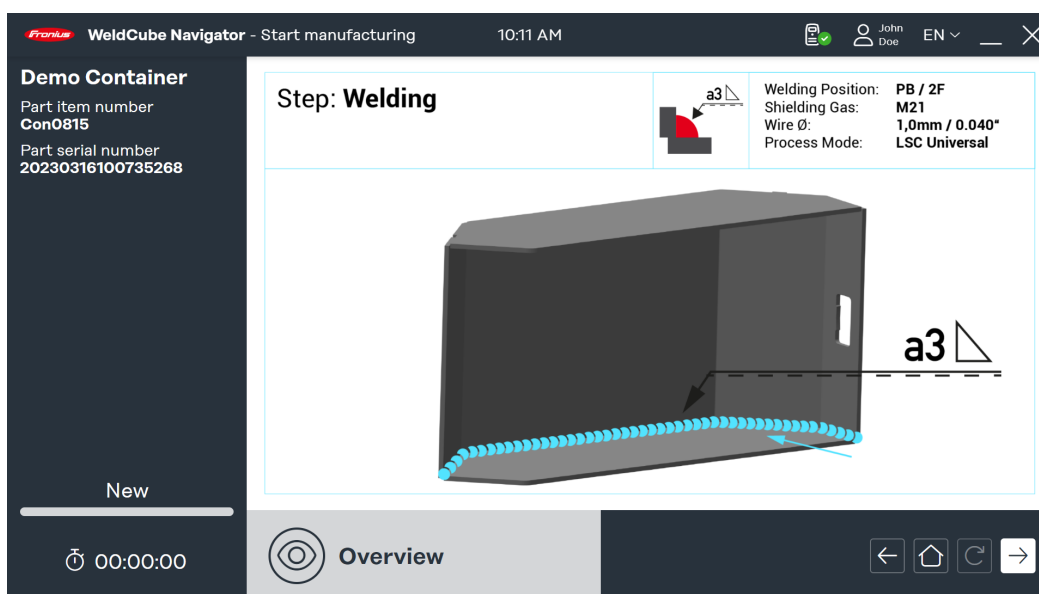 Fronius WeldCube Navigator - Start manufacturing 10:11 AM John Doe EN
Demo Container
Part item number
Con0815
Part serial number
20230316100735268
Step: Welding
a3
Welding Position: PB / 2F
Shielding Gas: M21
Wire Ø: 1,0mm / 0.040"
Process Mode: LSC Universal
a3
New
00:00:00
Overview